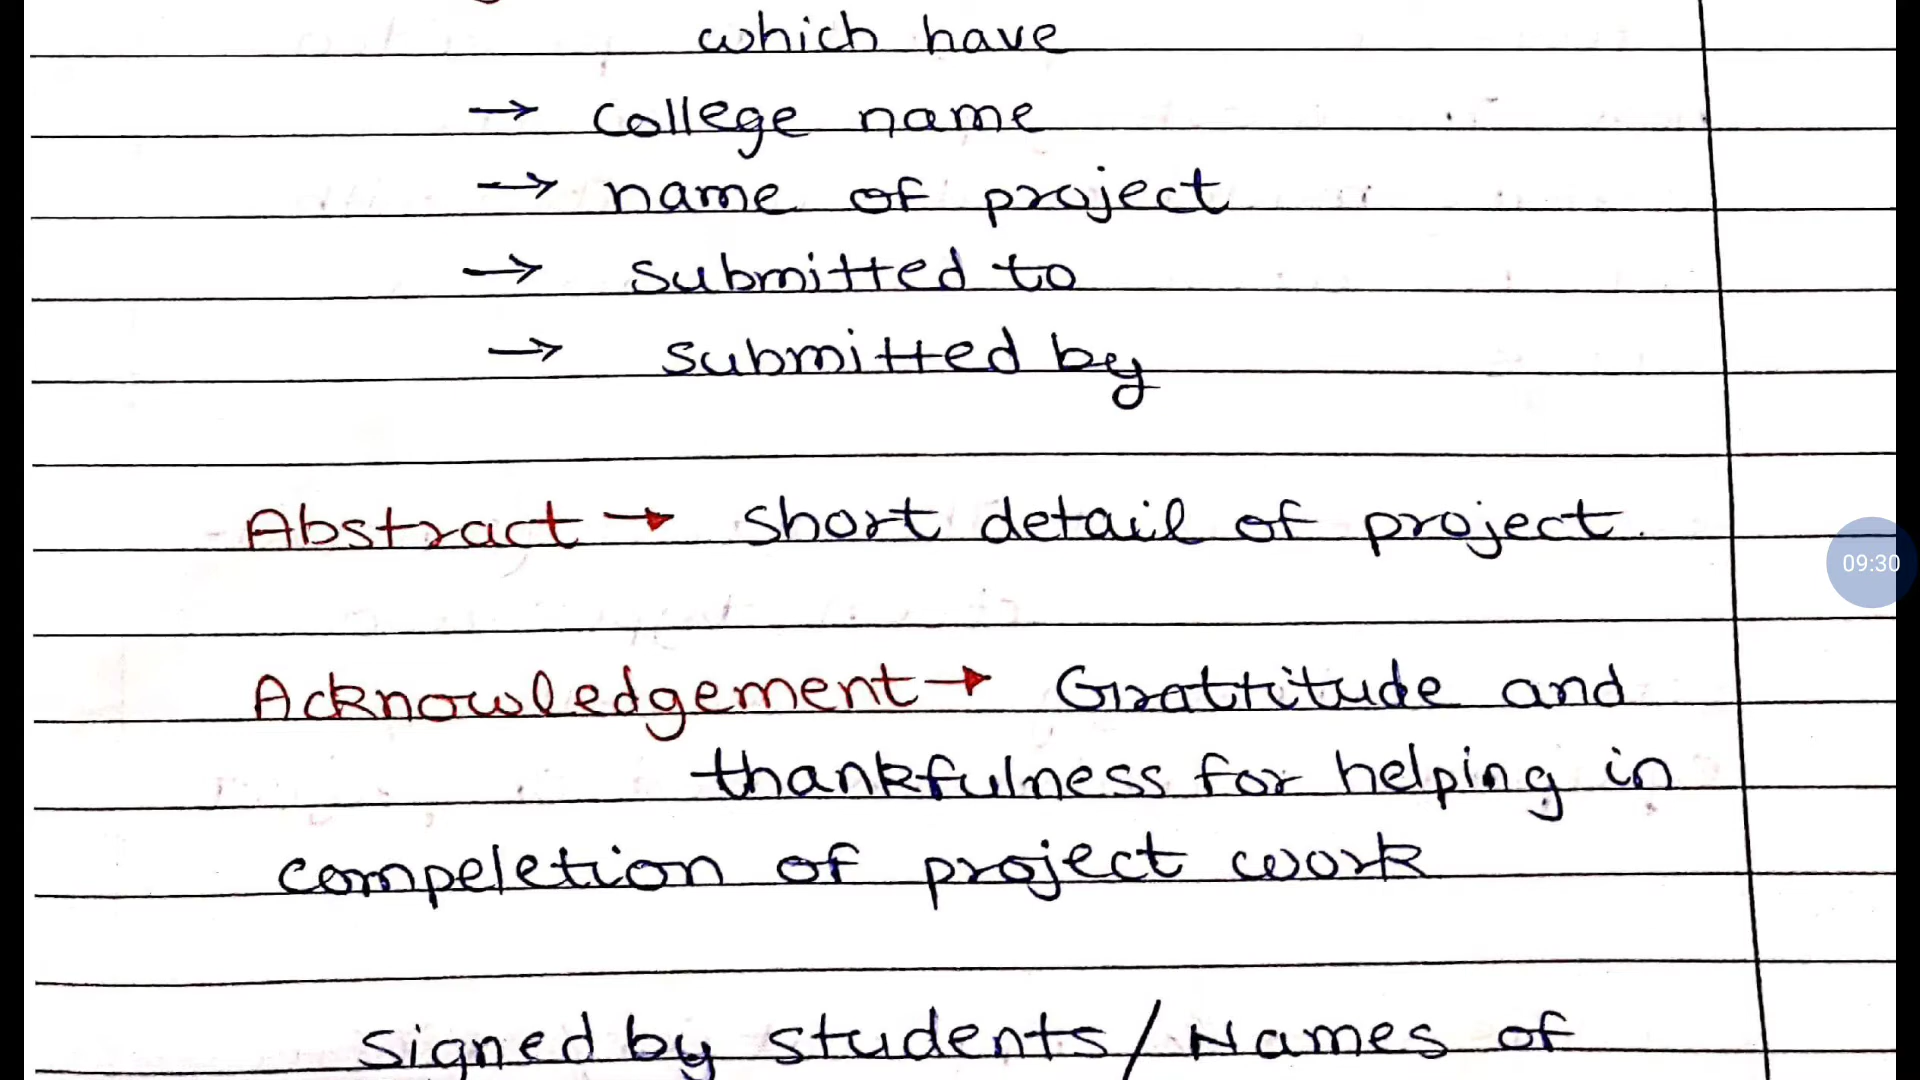 which have
→ college name
→ name of project
→ submitted to
→ submitted by
Abstract → short detail of project.
Acknowledgement → Grattitude and
thankfulness for helping in
compeletion of project work
signed by students / Names of
09:30